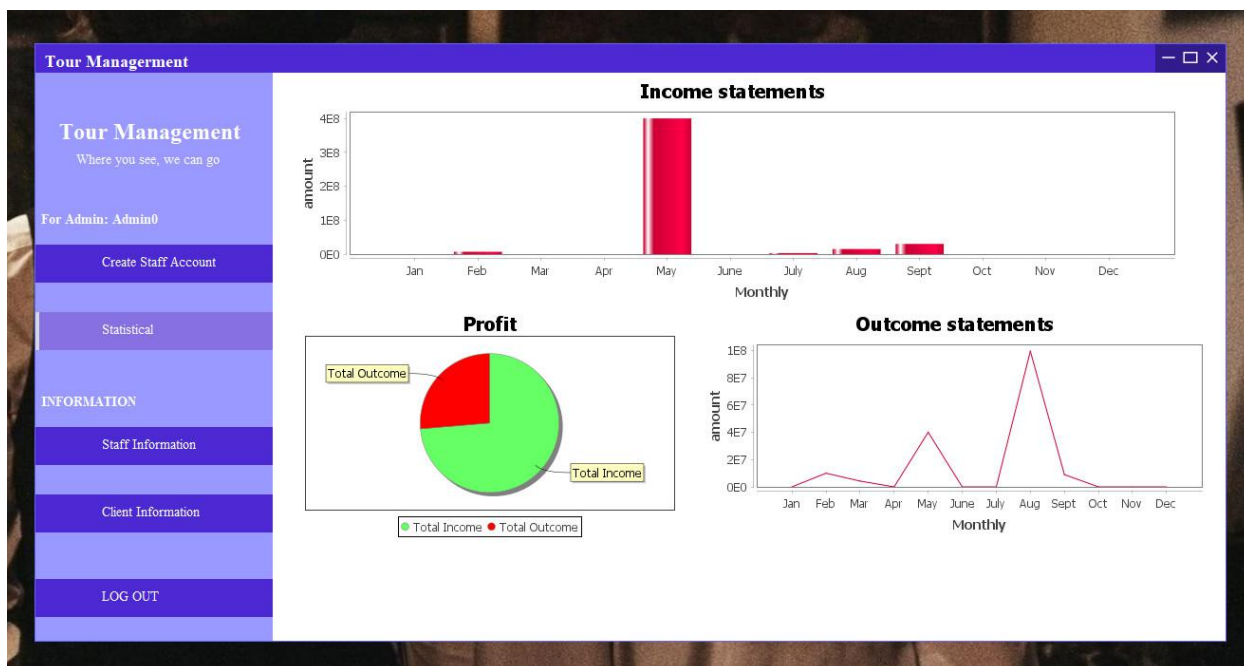 Tour Managerment
Tour Management
Where you see, we can go
For Admin: Admin0
Create Staff Account
Statistical
INFORMATION
Staff Information
Client Information
LOG OUT
Income statements
amount
4E8
3E8
2E8
1E8
0E0
Jan Feb Mar Apr May June July Aug Sept Oct Nov Dec
Monthly
Profit
Total Outcome
Total Income
Total Income Total Outcome
Outcome statements
amount
1E8
8E7
6E7
4E7
2E7
0E0
Jan Feb Mar Apr May June July Aug Sept Oct Nov Dec
Monthly